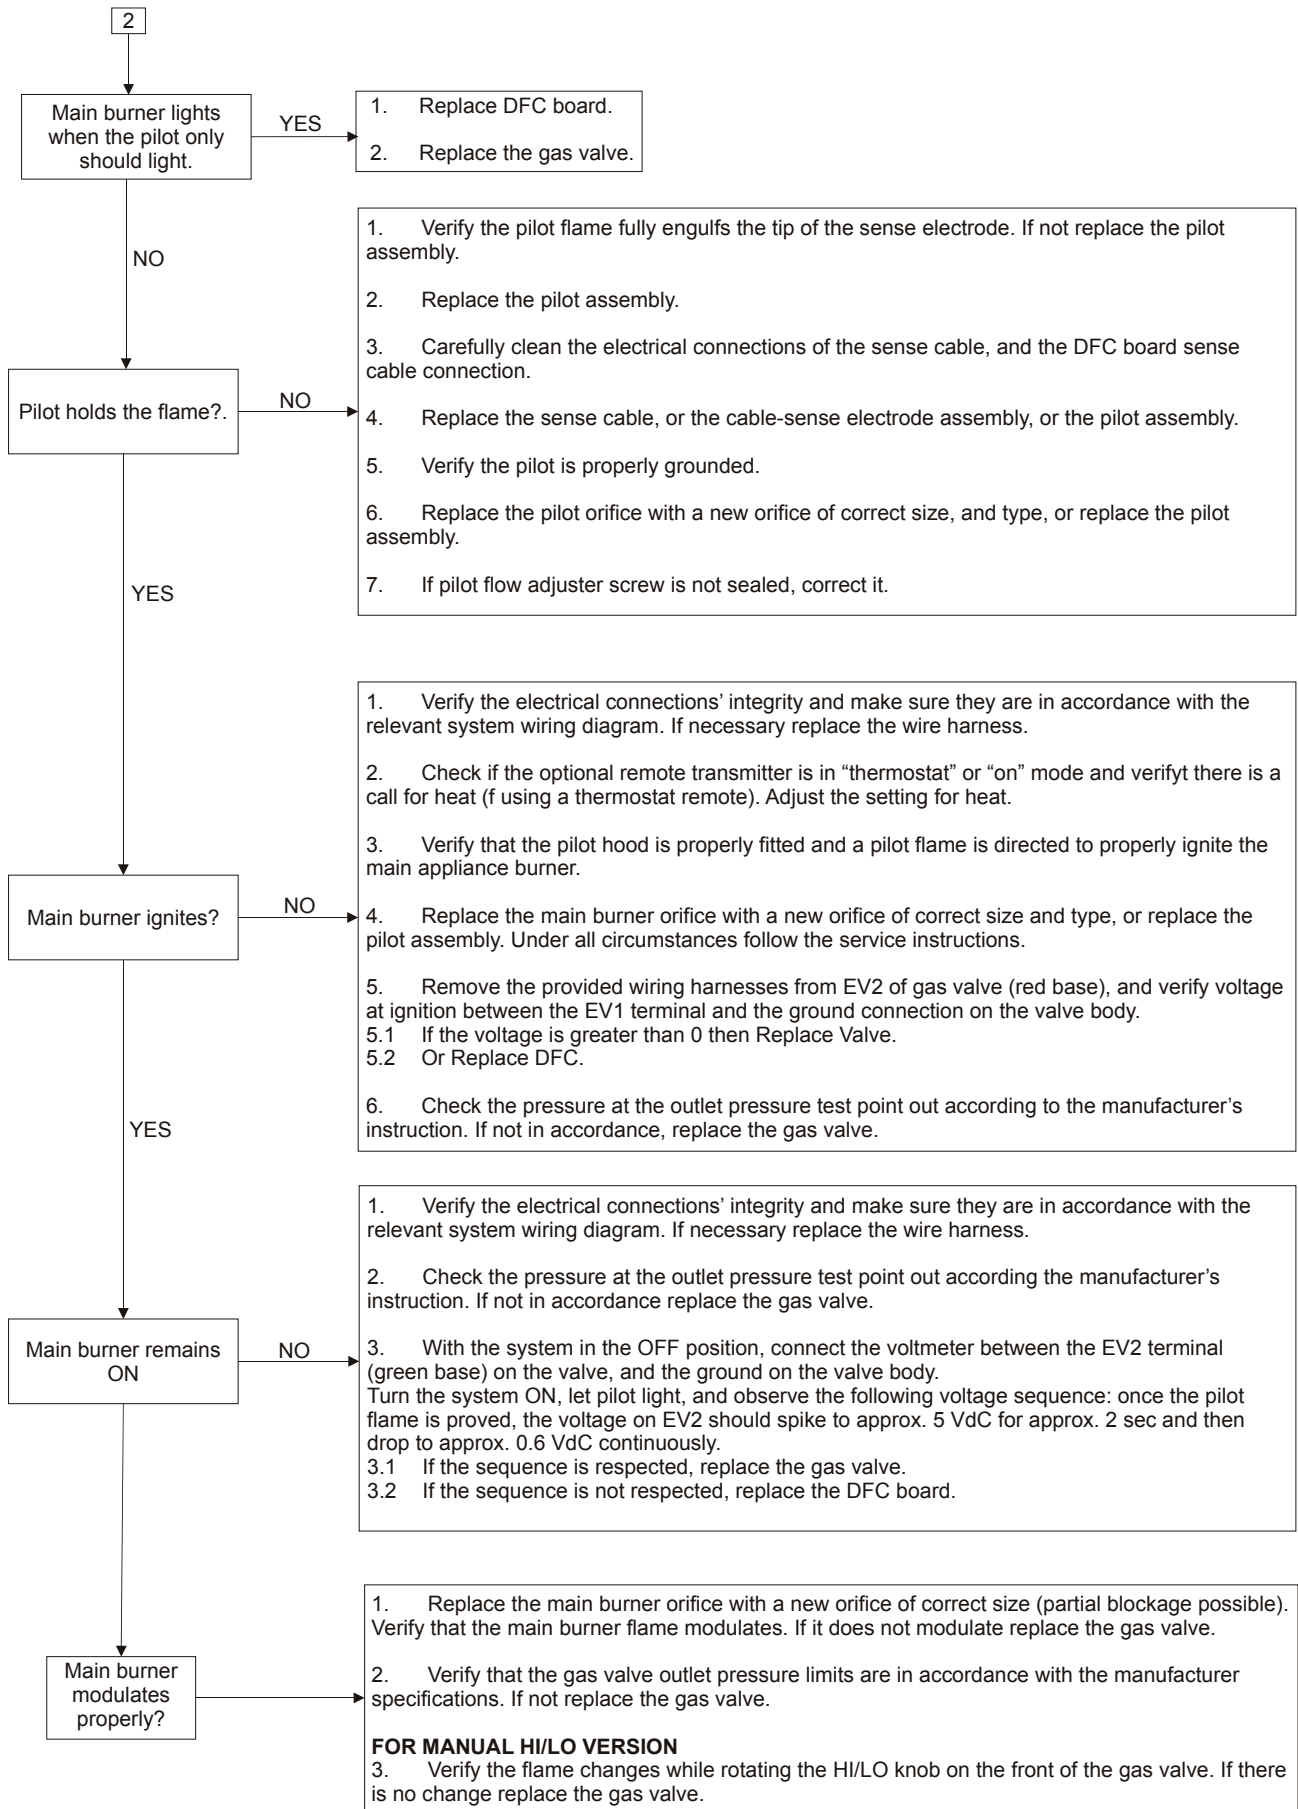 2
Main burner lights
when the pilot only
should light.
YES
1. Replace DFC board.
2. Replace the gas valve.
NO
1. Verify the pilot flame fully engulfs the tip of the sense electrode. If not replace the pilot
assembly.
2. Replace the pilot assembly.
3. Carefully clean the electrical connections of the sense cable, and the DFC board sense
cable connection.
4. Replace the sense cable, or the cable-sense electrode assembly, or the pilot assembly.
5. Verify the pilot is properly grounded.
6. Replace the pilot orifice with a new orifice of correct size, and type, or replace the pilot
assembly.
7. If pilot flow adjuster screw is not sealed, correct it.
Pilot holds the flame?.
NO
YES
1. Verify the electrical connections’ integrity and make sure they are in accordance with the
relevant system wiring diagram. If necessary replace the wire harness.
2. Check if the optional remote transmitter is in “thermostat” or “on” mode and verifyt there is a
call for heat (f using a thermostat remote). Adjust the setting for heat.
3. Verify that the pilot hood is properly fitted and a pilot flame is directed to properly ignite the
main appliance burner.
4. Replace the main burner orifice with a new orifice of correct size and type, or replace the
pilot assembly. Under all circumstances follow the service instructions.
5. Remove the provided wiring harnesses from EV2 of gas valve (red base), and verify voltage
at ignition between the EV1 terminal and the ground connection on the valve body.
5.1 If the voltage is greater than 0 then Replace Valve.
5.2 Or Replace DFC.
6. Check the pressure at the outlet pressure test point out according to the manufacturer’s
instruction. If not in accordance, replace the gas valve.
Main burner ignites?
NO
YES
1. Verify the electrical connections’ integrity and make sure they are in accordance with the
relevant system wiring diagram. If necessary replace the wire harness.
2. Check the pressure at the outlet pressure test point out according the manufacturer’s
instruction. If not in accordance replace the gas valve.
3. With the system in the OFF position, connect the voltmeter between the EV2 terminal
(green base) on the valve, and the ground on the valve body.
Turn the system ON, let pilot light, and observe the following voltage sequence: once the pilot
flame is proved, the voltage on EV2 should spike to approx. 5 VdC for approx. 2 sec and then
drop to approx. 0.6 VdC continuously.
3.1 If the sequence is respected, replace the gas valve.
3.2 If the sequence is not respected, replace the DFC board.
Main burner remains
ON
NO
1. Replace the main burner orifice with a new orifice of correct size (partial blockage possible).
Verify that the main burner flame modulates. If it does not modulate replace the gas valve.
2. Verify that the gas valve outlet pressure limits are in accordance with the manufacturer
specifications. If not replace the gas valve.
FOR MANUAL HI/LO VERSION
3. Verify the flame changes while rotating the HI/LO knob on the front of the gas valve. If there
is no change replace the gas valve.
Main burner
modulates
properly?